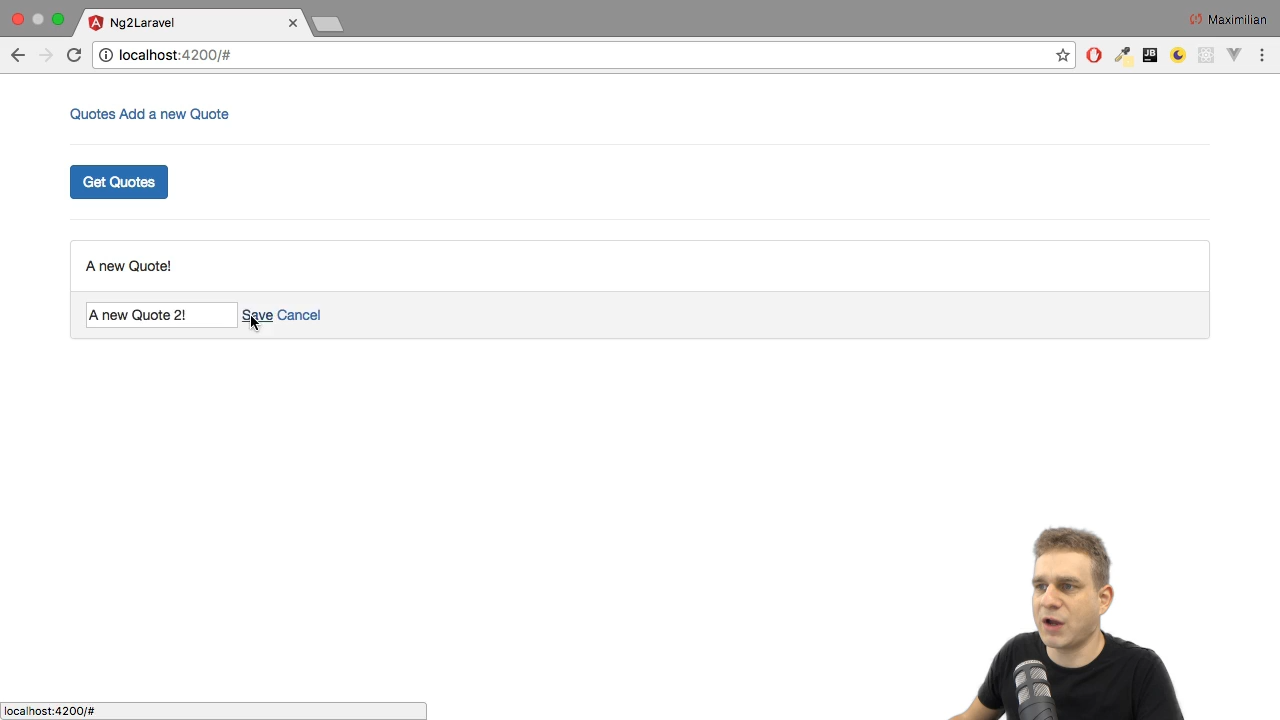 Ng2Laravel
Maximilian
localhost:4200/#
JB
Quotes Add a new Quote
Get Quotes
A new Quote!
A new Quote 2! Save Cancel
localhost:4200/#